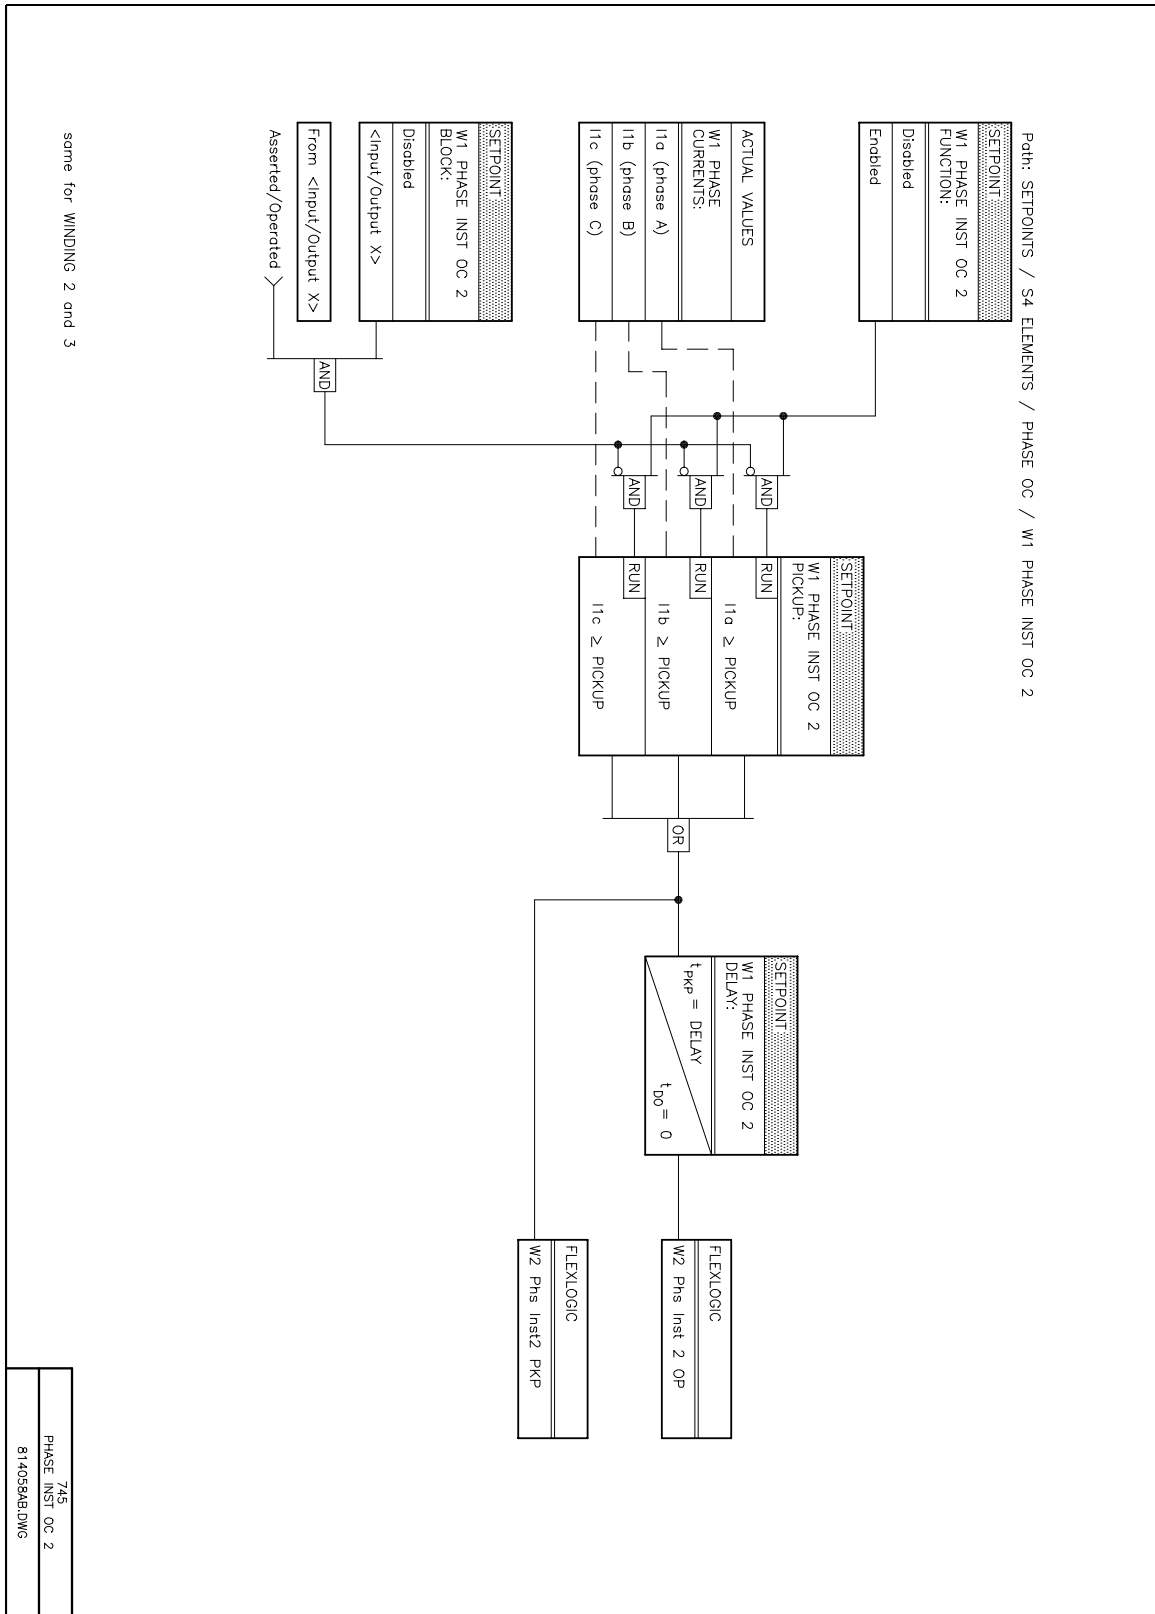 Path: SETPOINTS / S4 ELEMENTS / PHASE OC / W1 PHASE INST OC 2
SETPOINT
W1 PHASE INST OC 2
FUNCTION:
Disabled
Enabled
ACTUAL VALUES
W1 PHASE
CURRENTS:
I1a (phase A)
I1b (phase B)
I1c (phase C)
SETPOINT
W1 PHASE INST OC 2
BLOCK:
Disabled
<Input/Output X>
From <Input/Output X>
Asserted/Operated
AND
AND
AND
AND
SETPOINT
W1 PHASE INST OC 2
PICKUP:
RUN
I1a ≥ PICKUP
RUN
I1b ≥ PICKUP
RUN
I1c ≥ PICKUP
OR
SETPOINT
W1 PHASE INST OC 2
DELAY:
tPKP = DELAY
tDO = 0
FLEXLOGIC
W2 Phs Inst 2 OP
FLEXLOGIC
W2 Phs Inst2 PKP
same for WINDING 2 and 3
745
PHASE INST OC 2
814058AB.DWG